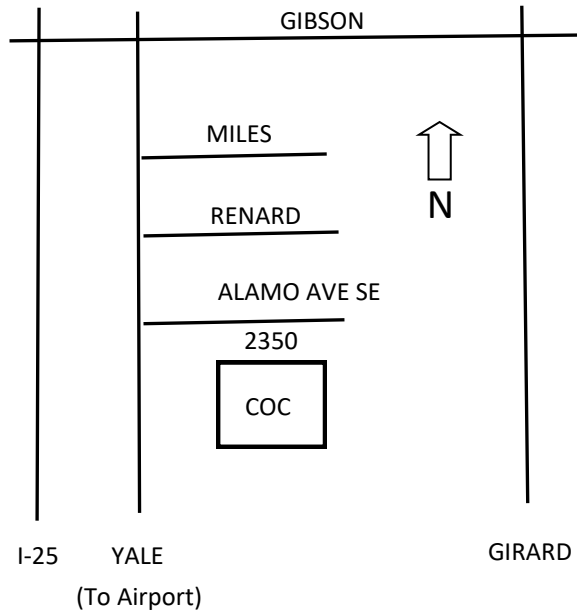 GIBSON
MILES
N
RENARD
ALAMO AVE SE
2350
COC
I-25 YALE GIRARD
(To Airport)